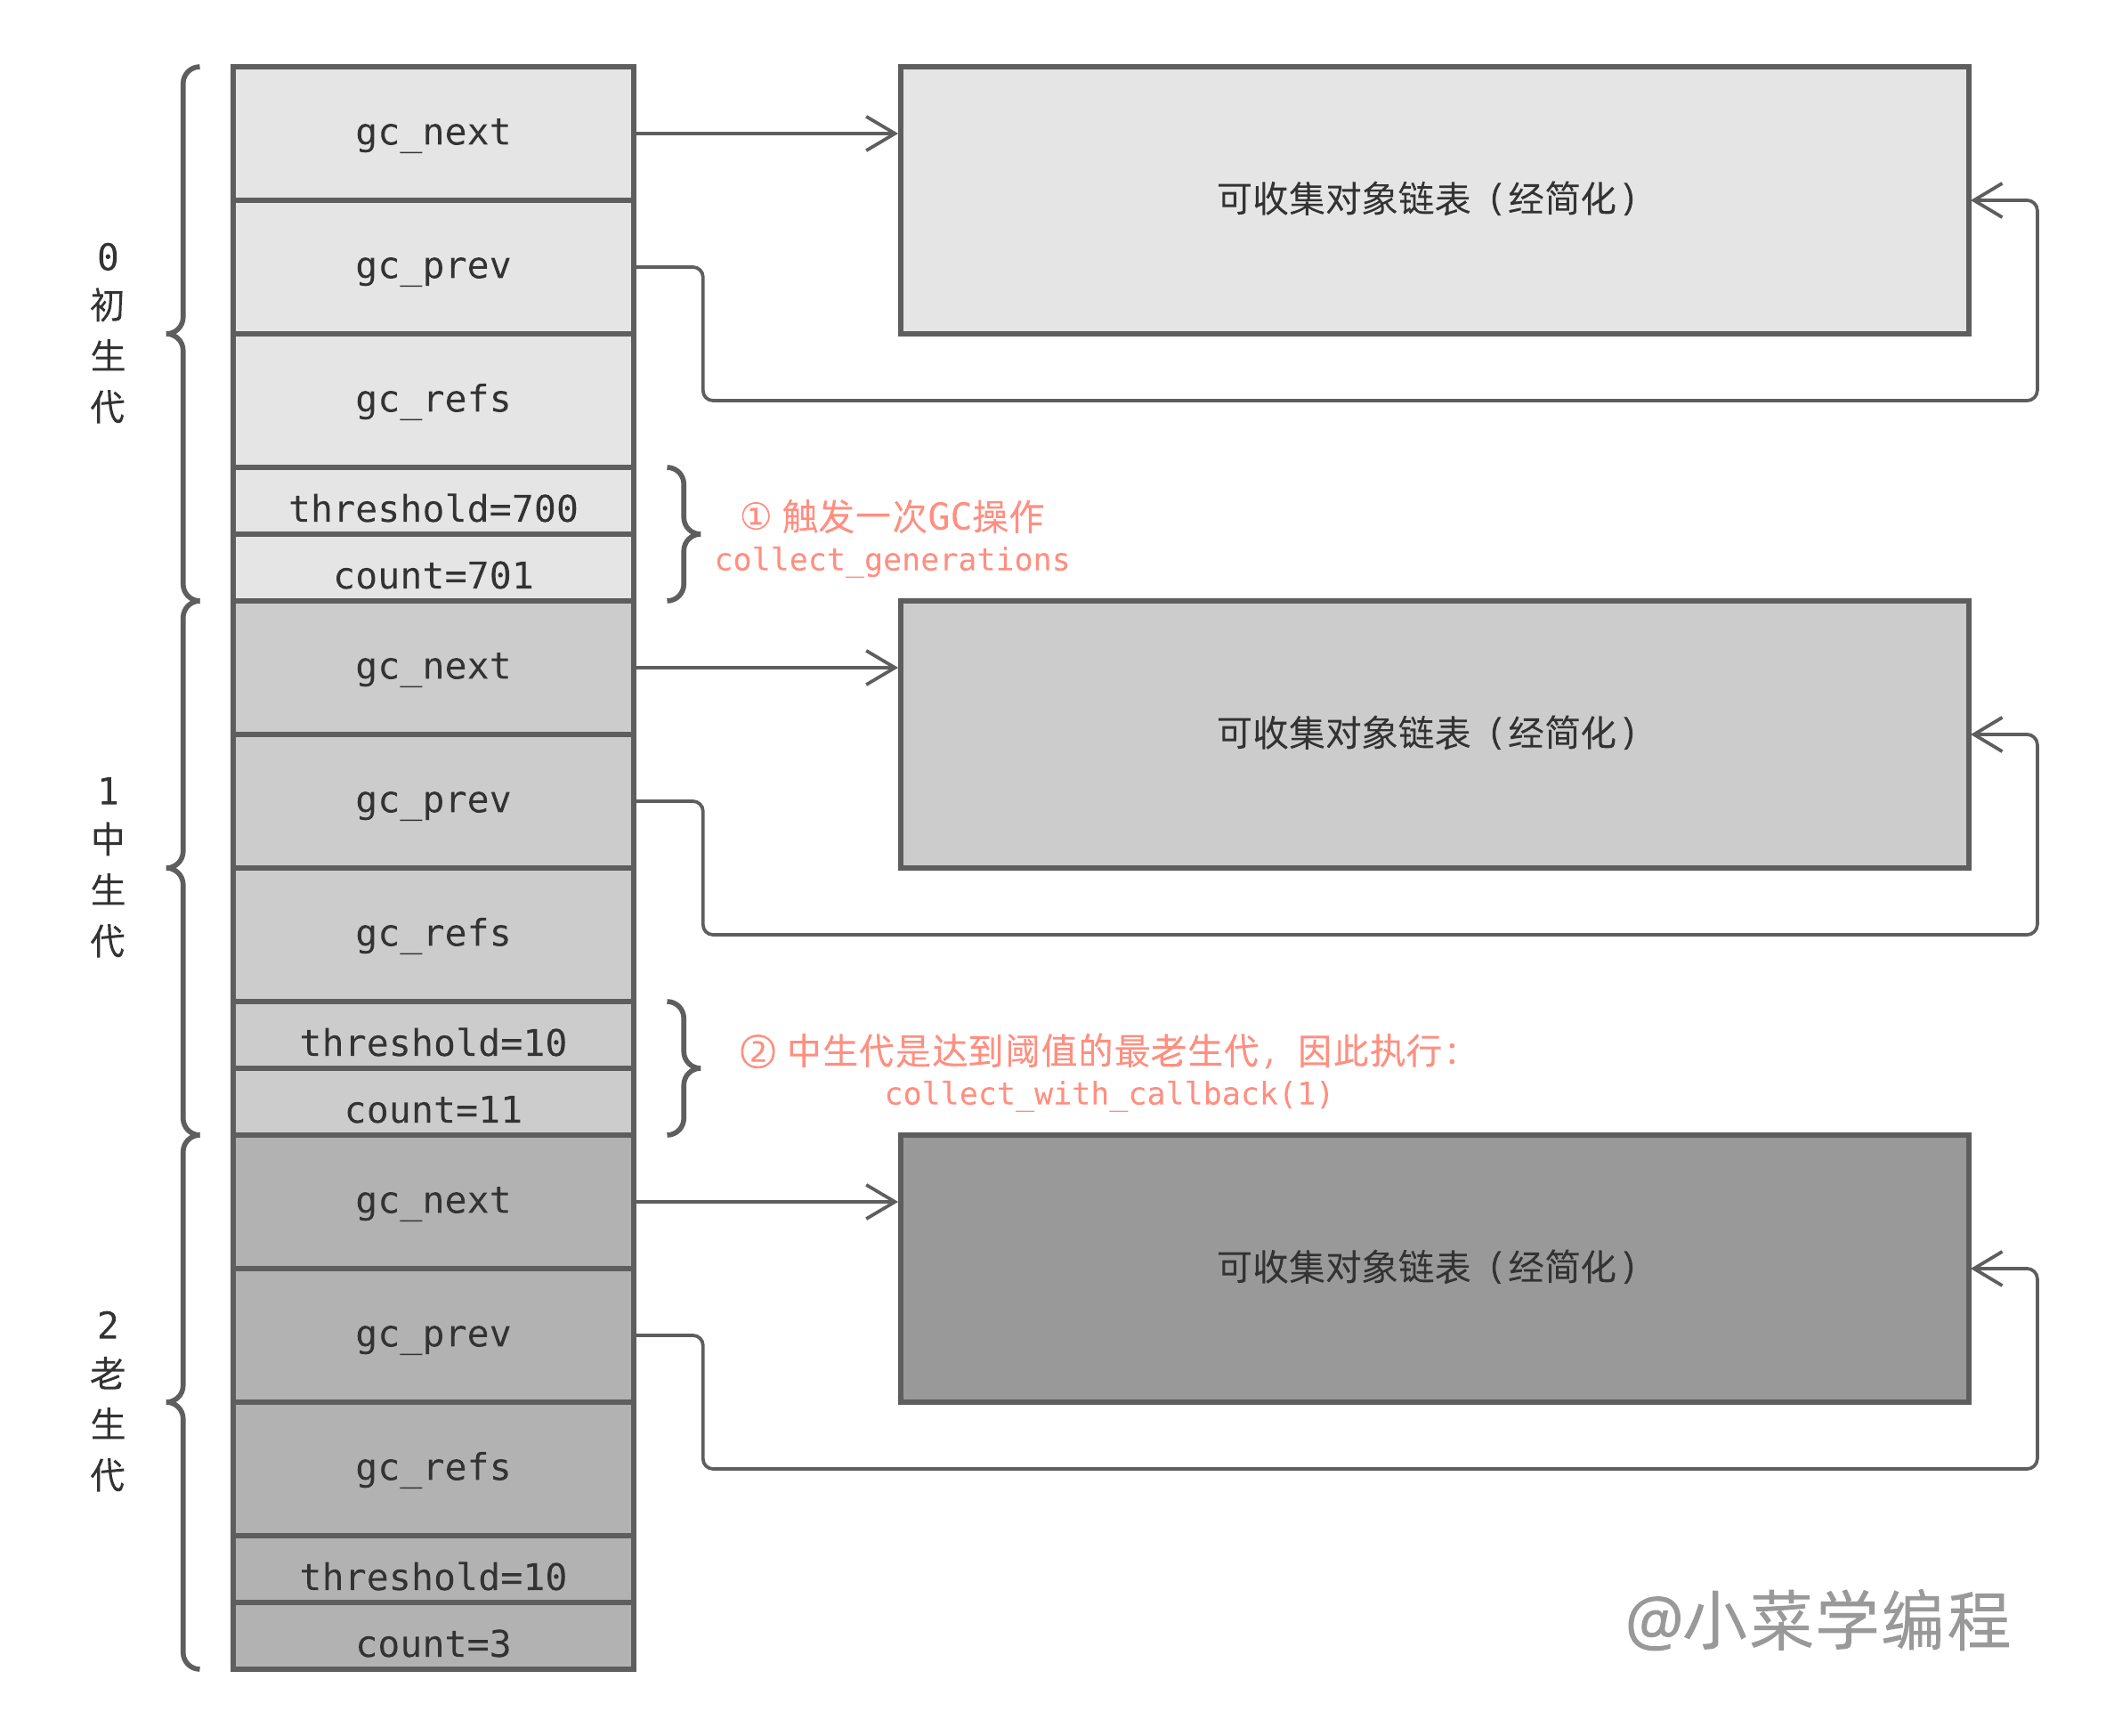 0
初
生
代
gc_next
gc_prev
gc_refs
threshold=700
count=701
可收集对象链表(经简化)
① 触发一次GC操作
collect_generations
1
中
生
代
gc_next
gc_prev
gc_refs
threshold=10
count=11
可收集对象链表(经简化)
② 中生代是达到阈值的最老生代, 因此执行:
collect_with_callback(1)
2
老
生
代
gc_next
gc_prev
gc_refs
threshold=10
count=3
可收集对象链表(经简化)
@小菜学编程